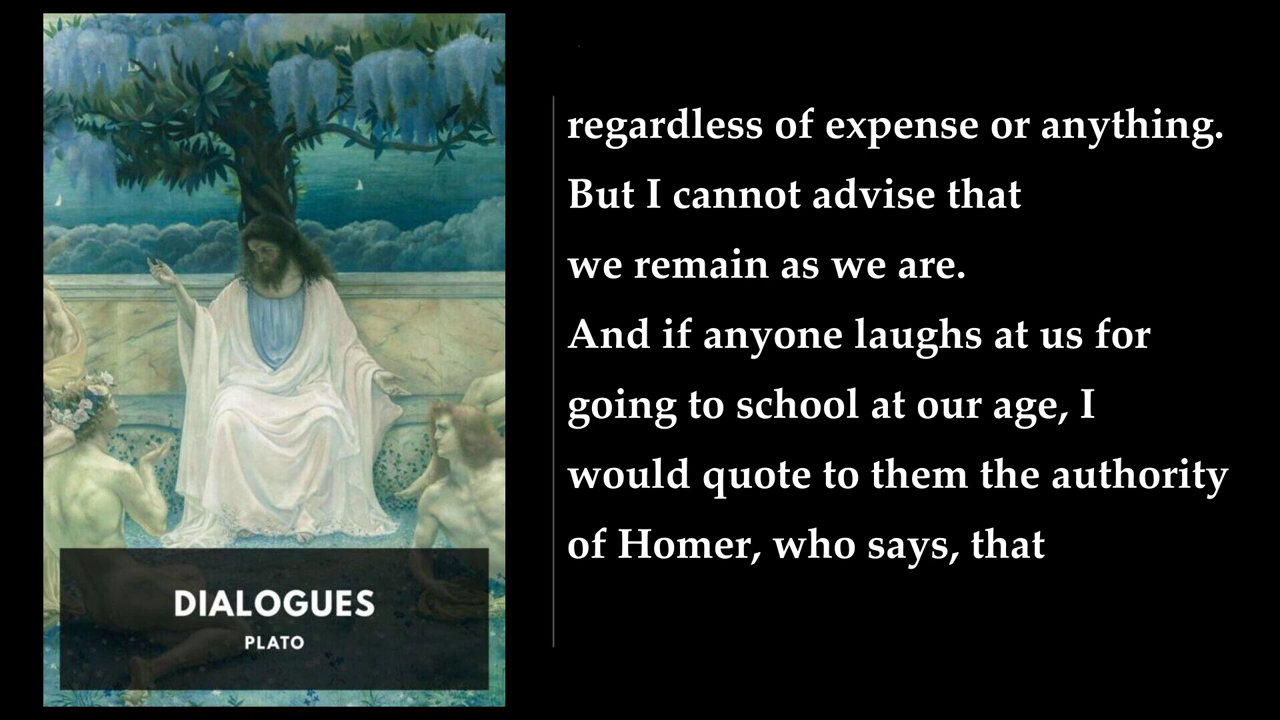 DIALOGUES
PLATO
regardless of expense or anything.
But I cannot advise that
we remain as we are.
And if anyone laughs at us for
going to school at our age, I
would quote to them the authority
of Homer, who says, that